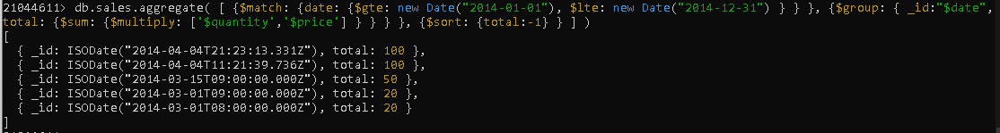 21044611> db.sales.aggregate( [ {$match: {date: {$gte: new Date("2014-01-01"), $lte: new Date("2014-12-31") } } }, {$group: { _id:"$date",
total: {$sum: {$multiply: ['$quantity','$price'] } } } }, {$sort: {total:-1} } ] )
[
  { _id: ISODate("2014-04-04T21:23:13.331Z"), total: 100 },
  { _id: ISODate("2014-04-04T11:21:39.736Z"), total: 100 },
  { _id: ISODate("2014-03-15T09:00:00.000Z"), total: 50 },
  { _id: ISODate("2014-03-01T09:00:00.000Z"), total: 20 },
  { _id: ISODate("2014-03-01T08:00:00.000Z"), total: 20 }
]